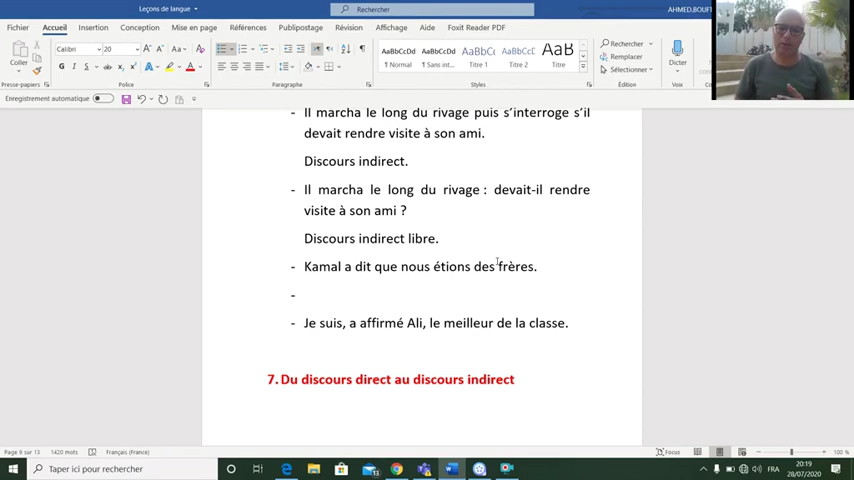 Leçons de langue
Rechercher
AHMED.BOUF
Fichier Accueil Insertion Conception Mise en page Références Publipostage Révision Affichage Aide Foxit Reader PDF
Coller
Calibri 20
AaBbCcDd AaBbCcDd AaBbCc AaBbCcD AaB
¶ Normal ¶ Sans int... Titre 1 Titre 2 Titre
Rechercher
Remplacer
Sélectionner
Dicter
Presse-papiers Police Paragraphe Styles Édition Voix
Enregistrement automatique
- Il marcha le long du rivage puis s’interroge s’il
devait rendre visite à son ami.
Discours indirect.
- Il marcha le long du rivage : devait-il rendre
visite à son ami ?
Discours indirect libre.
- Kamal a dit que nous étions des frères.
-
- Je suis, a affirmé Ali, le meilleur de la classe.
7. Du discours direct au discours indirect
Page 9 sur 13 1420 mots Français (France) Focus 100 %
Taper ici pour rechercher
FRA
20:19
28/07/2020